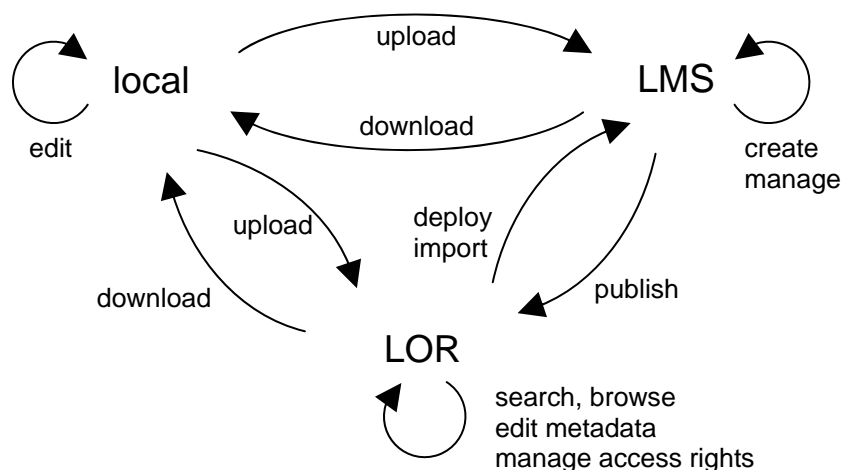 upload
local
LMS
download
edit
create
manage
upload
deploy
import
download
publish
LOR
search, browse
edit metadata
manage access rights